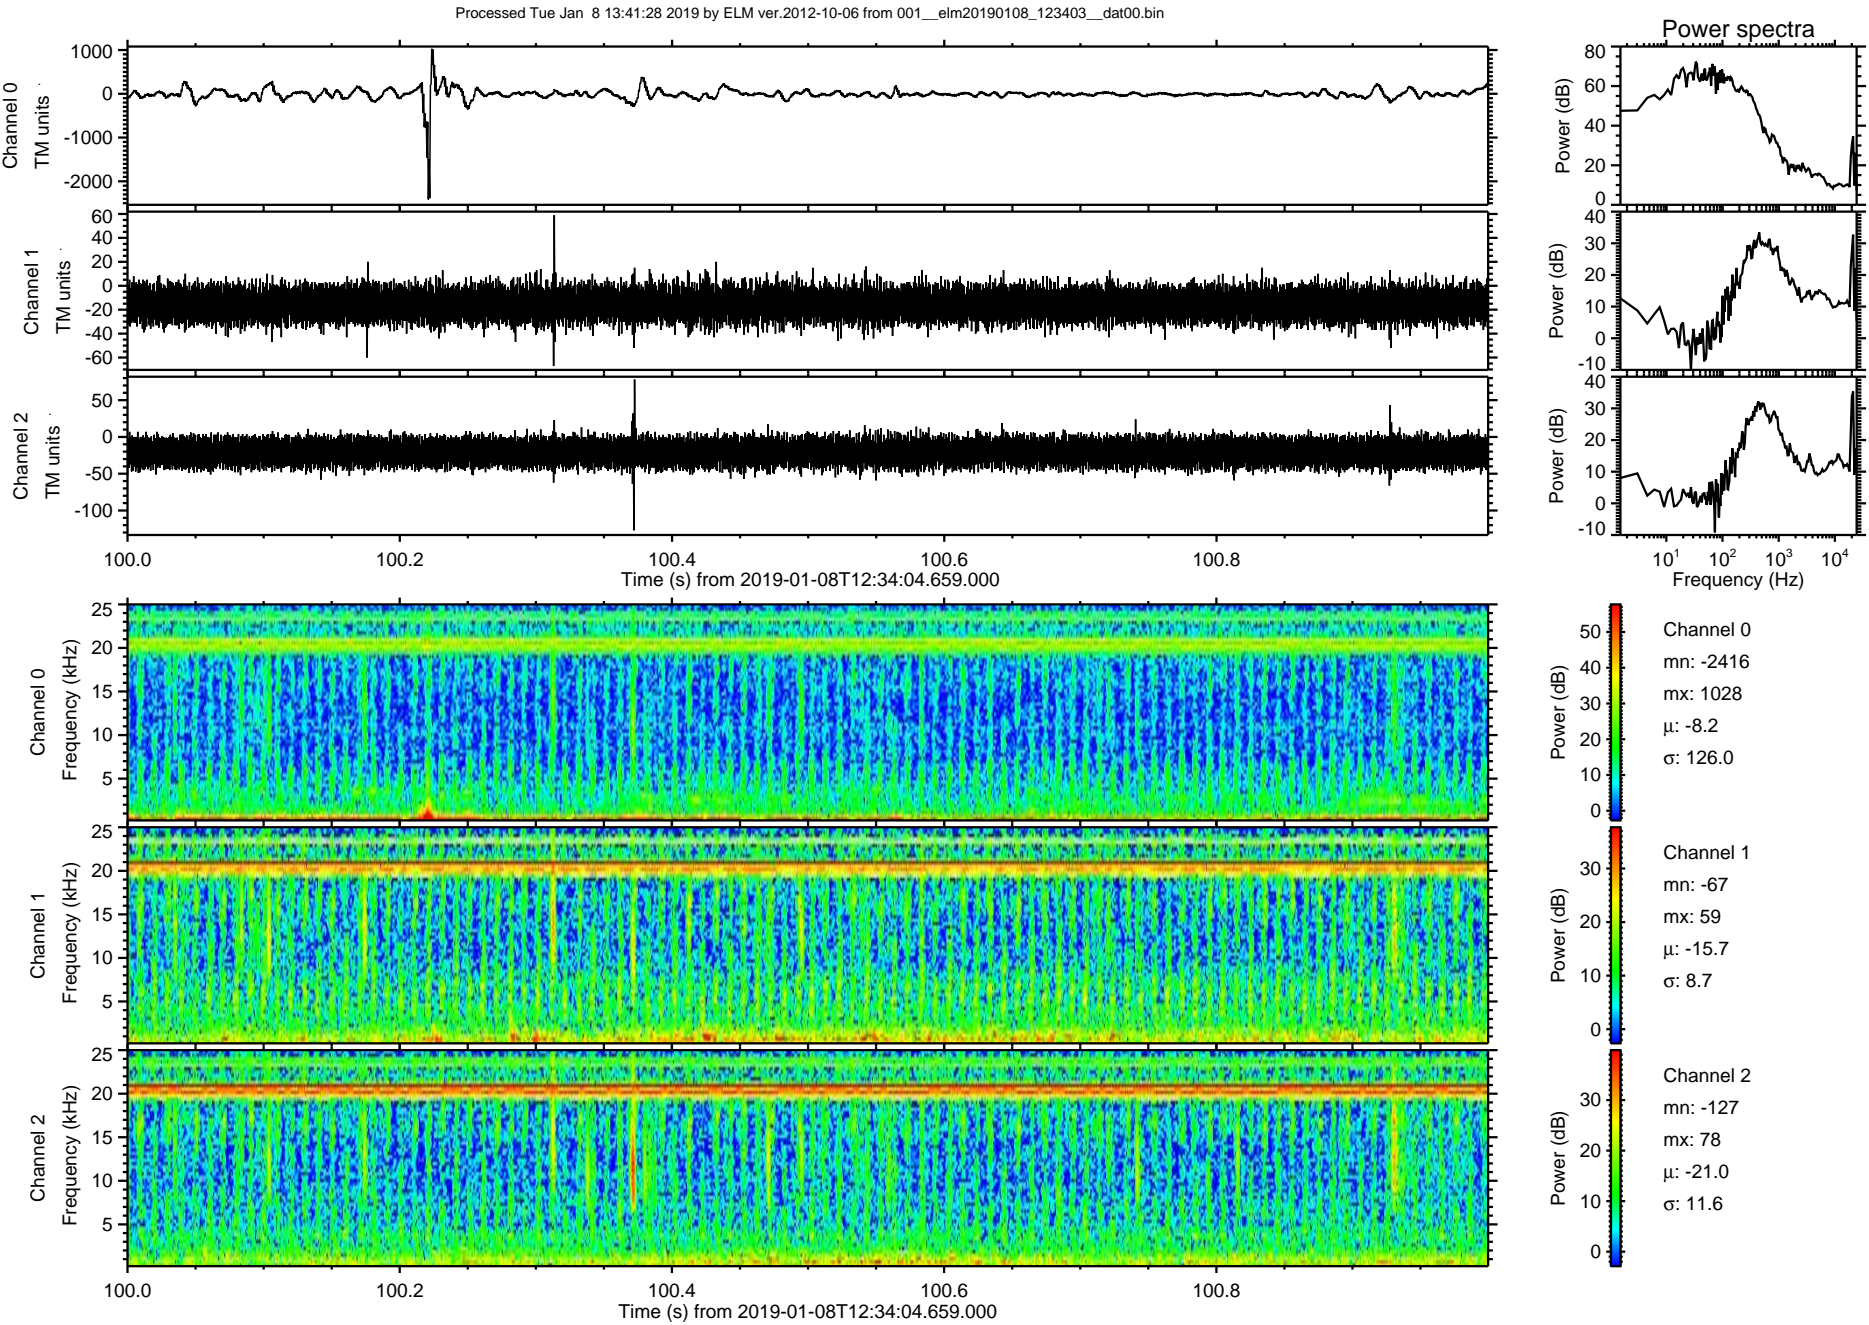 Processed Tue Jan 8 13:41:28 2019 by ELM ver.2012-10-06 from 001__elm20190108_123403__dat00.bin
Power spectra
Channel 0
TM units
1000
0
-1000
-2000
Power (dB)
80
60
40
20
0
Channel 1
TM units
60
40
20
0
-20
-40
-60
Power (dB)
40
30
20
10
0
-10
Channel 2
TM units
50
0
-50
-100
Power (dB)
40
30
20
10
0
-10
100.0 100.2 100.4 100.6 100.8
Time (s) from 2019-01-08T12:34:04.659.000
10^1 10^2 10^3 10^4
Frequency (Hz)
Channel 0
Frequency (kHz)
25
20
15
10
5
Power (dB)
50
40
30
20
10
0
Channel 0
mn: -2416
mx: 1028
μ: -8.2
σ: 126.0
Channel 1
Frequency (kHz)
25
20
15
10
5
Power (dB)
30
20
10
0
Channel 1
mn: -67
mx: 59
μ: -15.7
σ: 8.7
Channel 2
Frequency (kHz)
25
20
15
10
5
Power (dB)
30
20
10
0
Channel 2
mn: -127
mx: 78
μ: -21.0
σ: 11.6
100.0 100.2 100.4 100.6 100.8
Time (s) from 2019-01-08T12:34:04.659.000